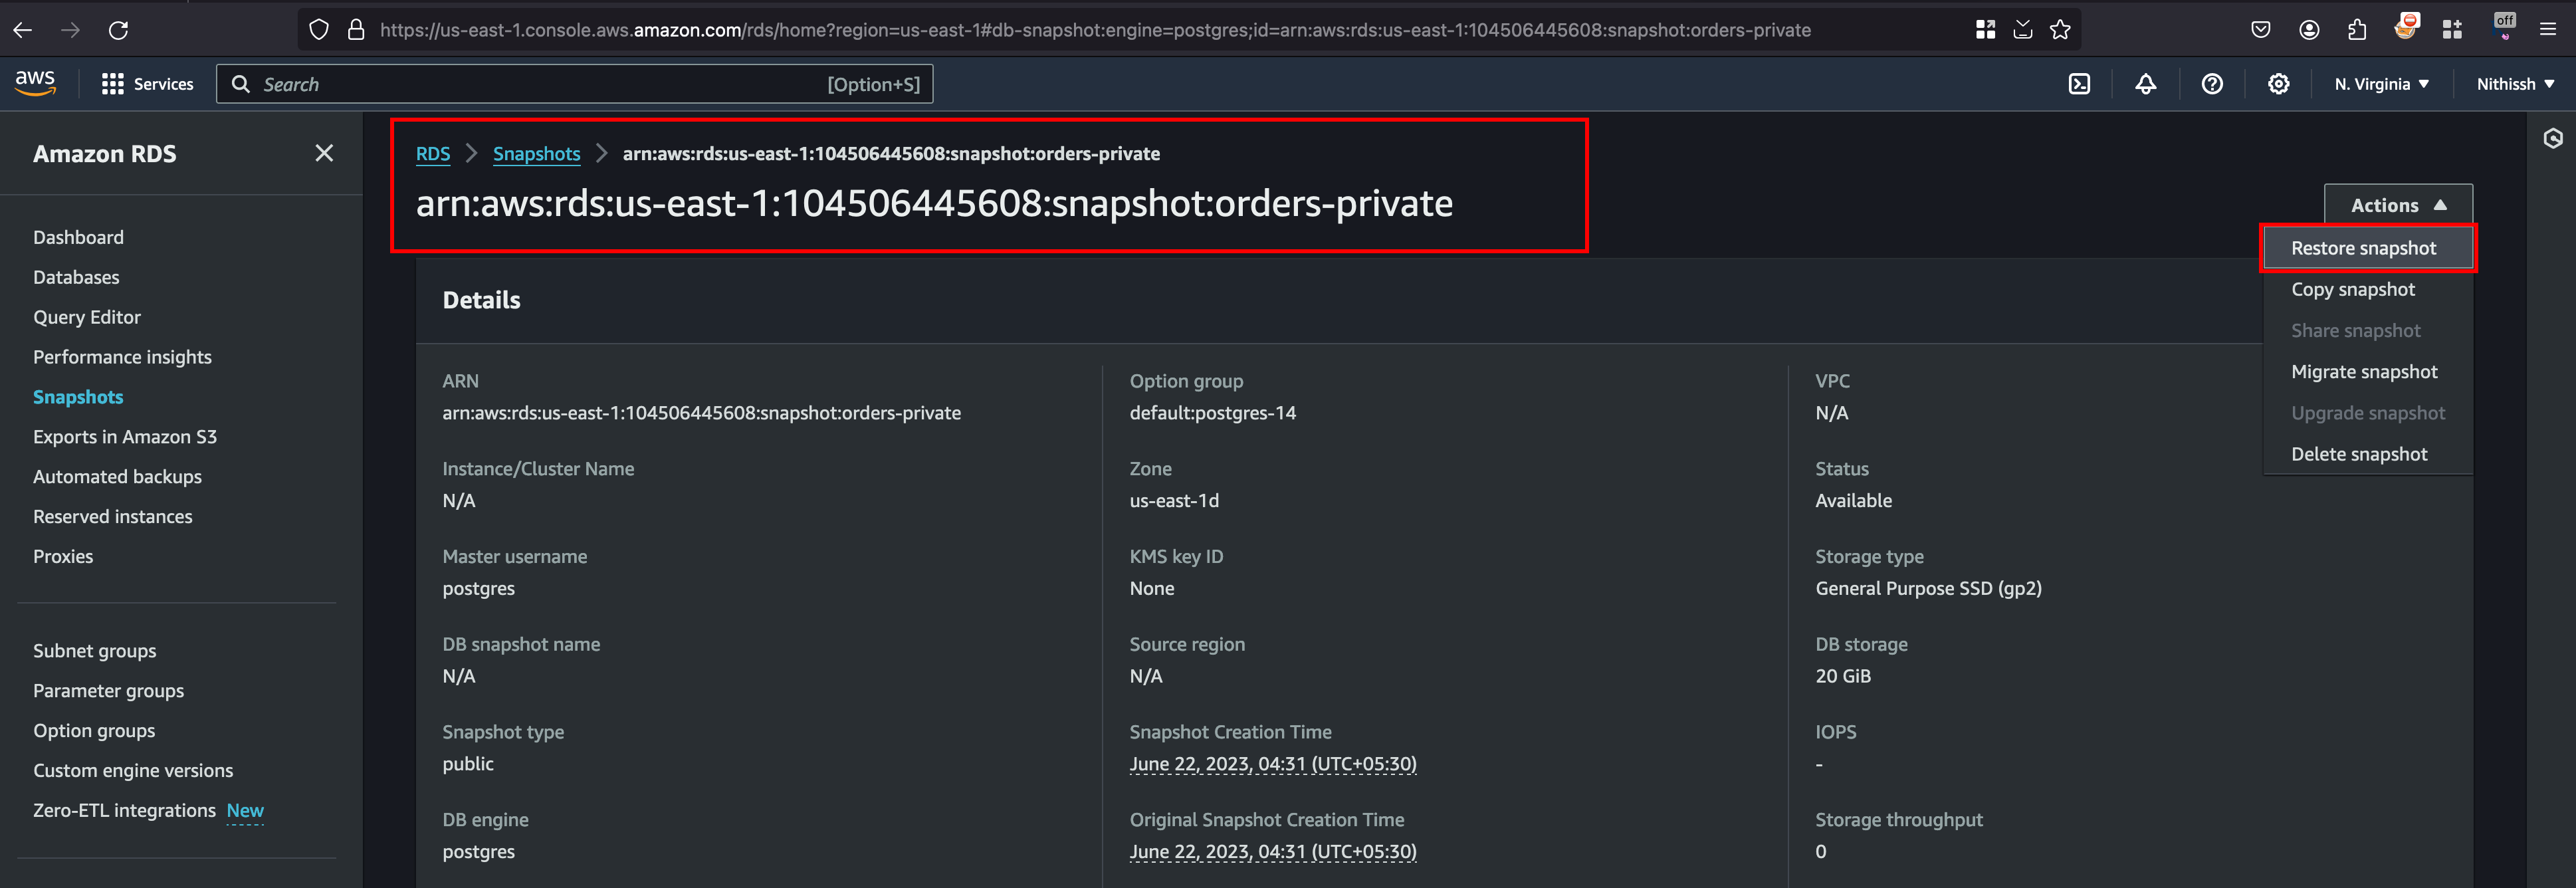 https://us-east-1.console.aws.amazon.com/rds/home?region=us-east-1#db-snapshot:engine=postgres;id=arn:aws:rds:us-east-1:104506445608:snapshot:orders-private
off
aws
Services
Search
[Option+S]
N. Virginia
Nithissh
Amazon RDS
Dashboard
Databases
Query Editor
Performance insights
Snapshots
Exports in Amazon S3
Automated backups
Reserved instances
Proxies
Subnet groups
Parameter groups
Option groups
Custom engine versions
Zero-ETL integrations New
RDS Snapshots arn:aws:rds:us-east-1:104506445608:snapshot:orders-private
arn:aws:rds:us-east-1:104506445608:snapshot:orders-private
Actions
Restore snapshot
Copy snapshot
Share snapshot
Migrate snapshot
Upgrade snapshot
Delete snapshot
Details
ARN
arn:aws:rds:us-east-1:104506445608:snapshot:orders-private
Instance/Cluster Name
N/A
Master username
postgres
DB snapshot name
N/A
Snapshot type
public
DB engine
postgres
Option group
default:postgres-14
Zone
us-east-1d
KMS key ID
None
Source region
N/A
Snapshot Creation Time
June 22, 2023, 04:31 (UTC+05:30)
Original Snapshot Creation Time
June 22, 2023, 04:31 (UTC+05:30)
VPC
N/A
Status
Available
Storage type
General Purpose SSD (gp2)
DB storage
20 GiB
IOPS
-
Storage throughput
0